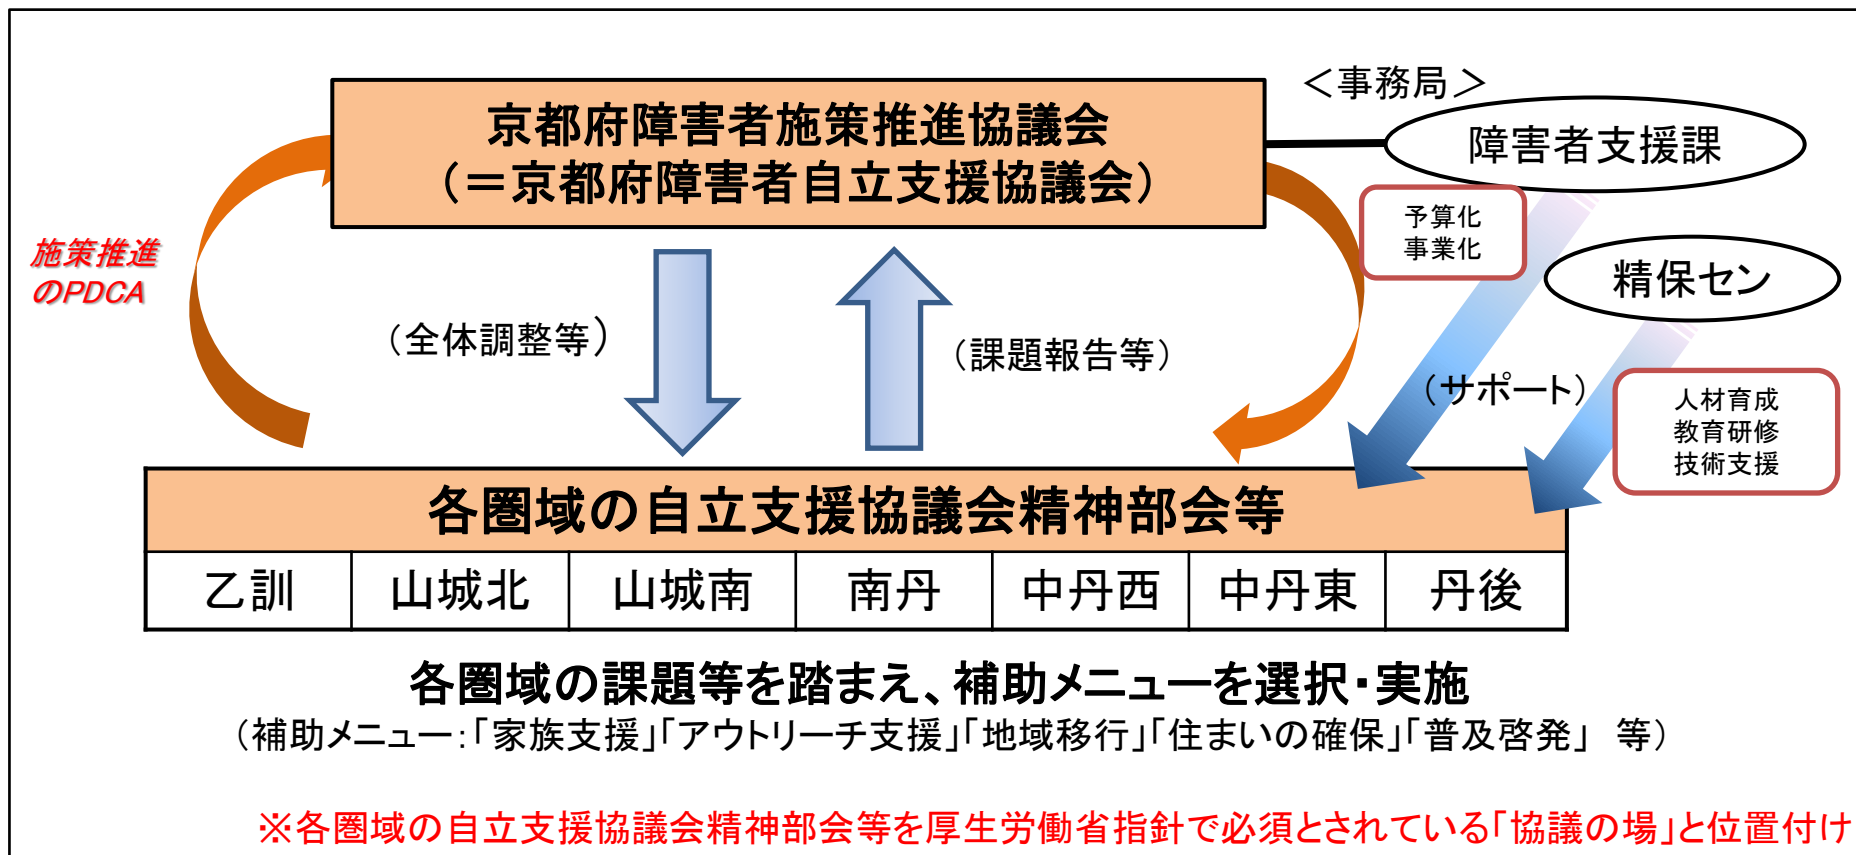 ＜事務局＞
京都府障害者施策推進協議会
（＝京都府障害者自立支援協議会）
障害者支援課
予算化
事業化
精保セン
施策推進
のPDCA
（全体調整等）
（課題報告等）
（サポート）
人材育成
教育研修
技術支援
各圏域の自立支援協議会精神部会等
乙訓 山城北 山城南 南丹 中丹西 中丹東 丹後
各圏域の課題等を踏まえ、補助メニューを選択・実施
（補助メニュー：「家族支援」「アウトリーチ支援」「地域移行」「住まいの確保」「普及啓発」　等）
※各圏域の自立支援協議会精神部会等を厚生労働省指針で必須とされている「協議の場」と位置付け